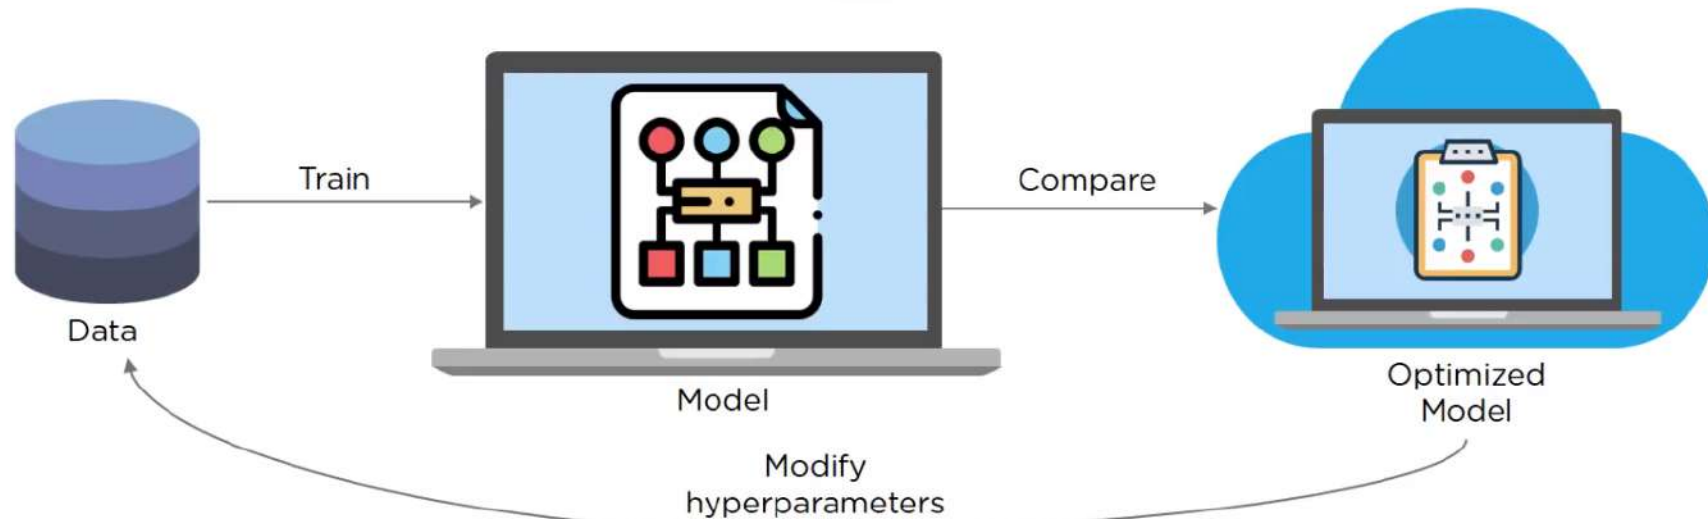 Train
Compare
Data
Model
Optimized
Model
Modify
hyperparameters